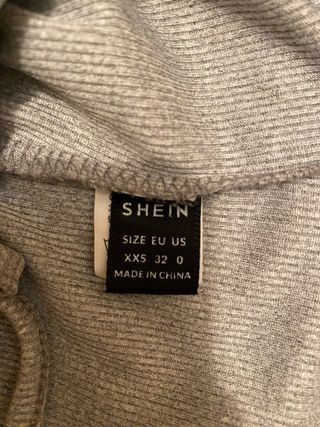 SHEIN
SIZE EU US
XXS 32 0
MADE IN CHINA